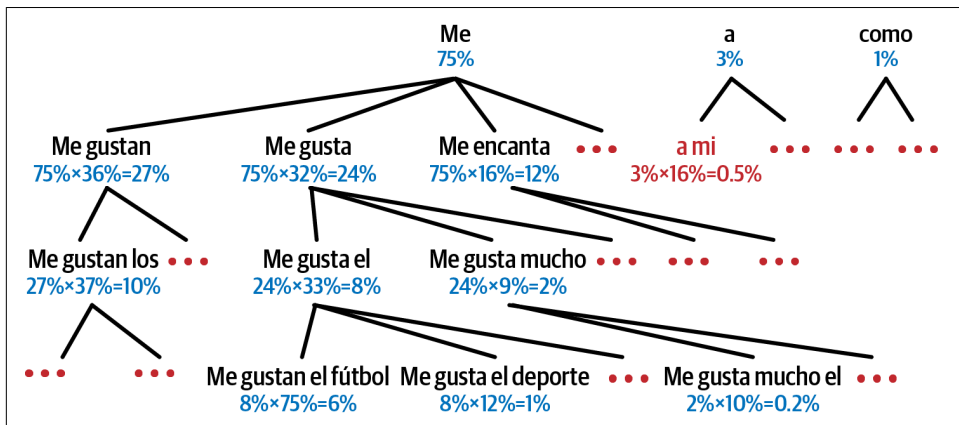 Me a como
75% 3% 1%
Me gustan Me gusta Me encanta a mi
75%×36%=27% 75%×32%=24% 75%×16%=12% 3%×16%=0.5%
Me gustan los Me gusta el Me gusta mucho
27%×37%=10% 24%×33%=8% 24%×9%=2%
Me gustan el fútbol Me gusta el deporte Me gusta mucho el
8%×75%=6% 8%×12%=1% 2%×10%=0.2%